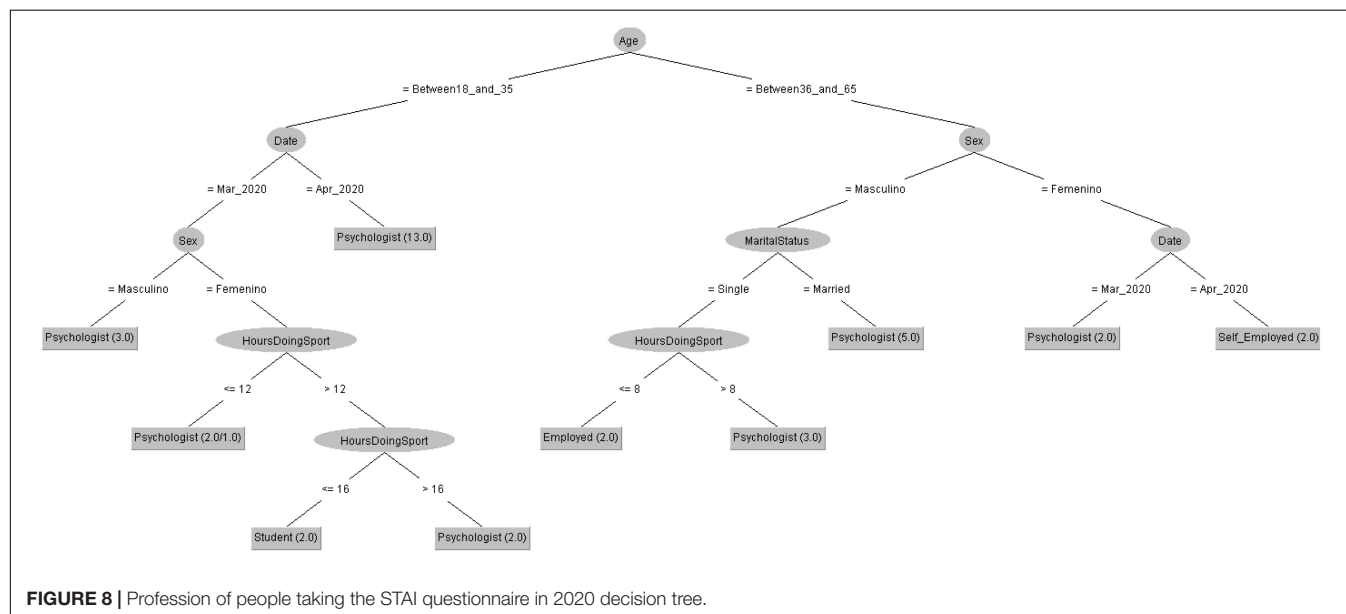 Age
= Between18_and_35 = Between36_and_65
Date Sex
= Mar_2020 = Apr_2020 = Masculino = Femenino
Sex Psychologist (13.0) MaritalStatus Date
= Masculino = Femenino = Single = Married = Mar_2020 = Apr_2020
Psychologist (3.0) HoursDoingSport HoursDoingSport Psychologist (5.0) Psychologist (2.0) Self_Employed (2.0)
<= 12 > 12 <= 8 > 8
Psychologist (2.0/1.0) HoursDoingSport Employed (2.0) Psychologist (3.0)
<= 16 > 16
Student (2.0) Psychologist (2.0)
FIGURE 8 | Profession of people taking the STAI questionnaire in 2020 decision tree.